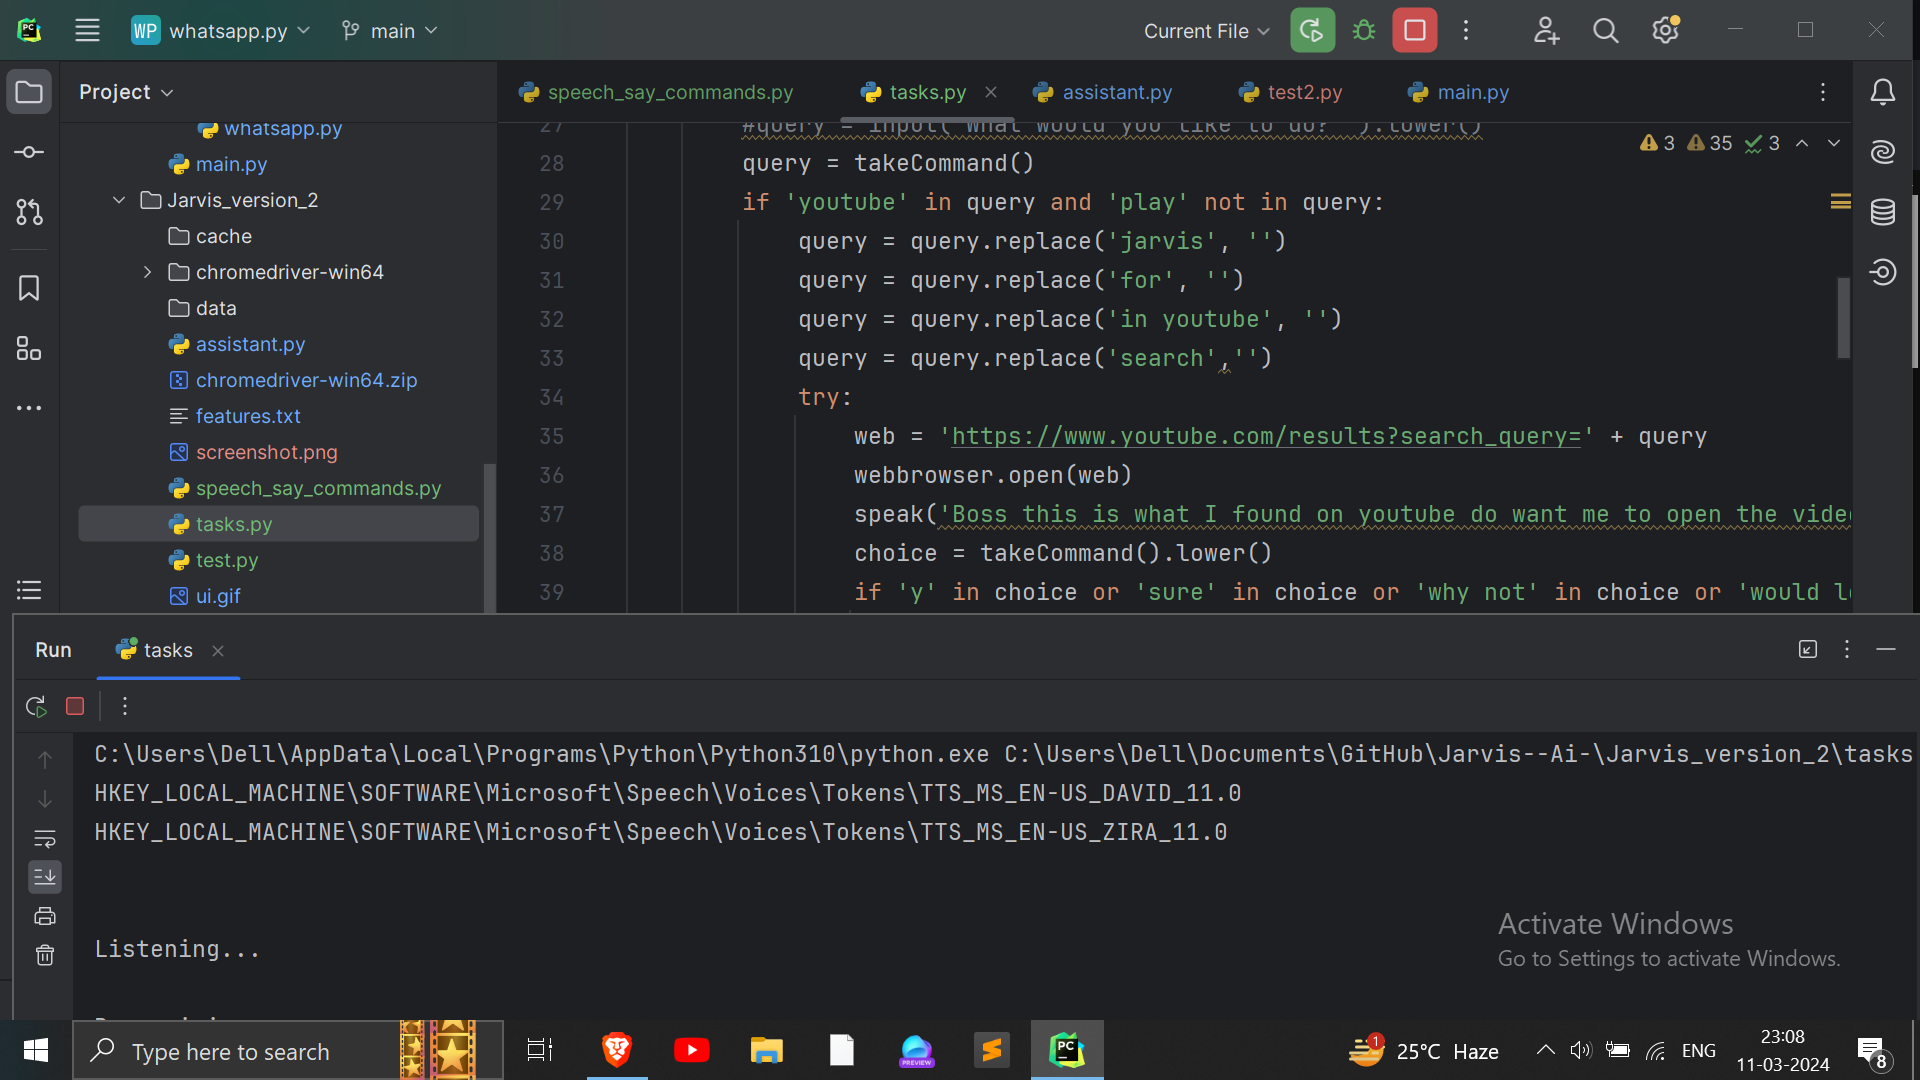 WP whatsapp.py main Current File
Project
speech_say_commands.py tasks.py assistant.py test2.py main.py
whatsapp.py
main.py
Jarvis_version_2
cache
chromedriver-win64
data
assistant.py
chromedriver-win64.zip
features.txt
screenshot.png
speech_say_commands.py
tasks.py
test.py
ui.gif
3 35 3
27 #query = input("What would you like to do? ").lower()
28 query = takeCommand()
29 if 'youtube' in query and 'play' not in query:
30 query = query.replace('jarvis', '')
31 query = query.replace('for', '')
32 query = query.replace('in youtube', '')
33 query = query.replace('search','')
34 try:
35 web = 'https://www.youtube.com/results?search_query=' + query
36 webbrowser.open(web)
37 speak('Boss this is what I found on youtube do want me to open the vide
38 choice = takeCommand().lower()
39 if 'y' in choice or 'sure' in choice or 'why not' in choice or 'would l
Run tasks
C:\Users\Dell\AppData\Local\Programs\Python\Python310\python.exe C:\Users\Dell\Documents\GitHub\Jarvis--Ai-\Jarvis_version_2\tasks
HKEY_LOCAL_MACHINE\SOFTWARE\Microsoft\Speech\Voices\Tokens\TTS_MS_EN-US_DAVID_11.0
HKEY_LOCAL_MACHINE\SOFTWARE\Microsoft\Speech\Voices\Tokens\TTS_MS_EN-US_ZIRA_11.0
Listening...
Activate Windows
Go to Settings to activate Windows.
Type here to search
PREVIEW
PC
1
25°C Haze
ENG
23:08
11-03-2024
8